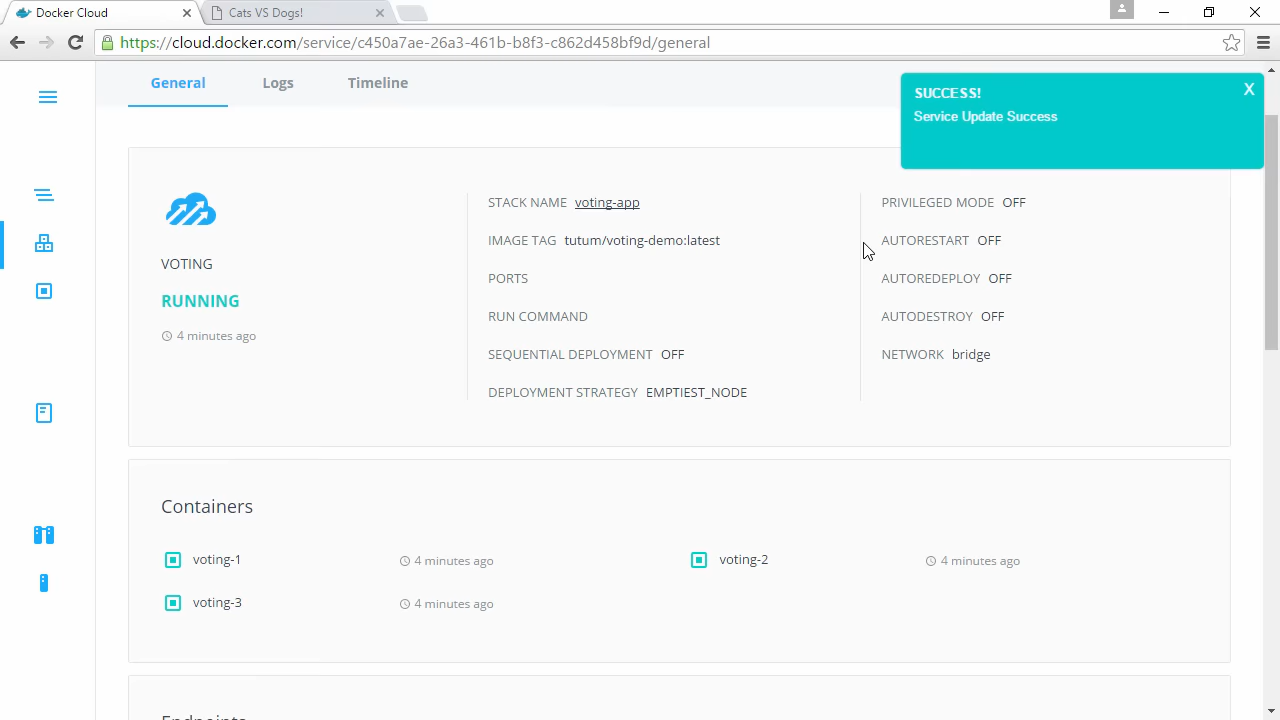 Docker Cloud
Cats VS Dogs!
https://cloud.docker.com/service/c450a7ae-26a3-461b-b8f3-c862d458bf9d/general
General
Logs
Timeline
SUCCESS!
X
Service Update Success
VOTING
RUNNING
4 minutes ago
STACK NAME voting-app
IMAGE TAG tutum/voting-demo:latest
PORTS
RUN COMMAND
SEQUENTIAL DEPLOYMENT OFF
DEPLOYMENT STRATEGY EMPTIEST_NODE
PRIVILEGED MODE OFF
AUTORESTART OFF
AUTOREDEPLOY OFF
AUTODESTROY OFF
NETWORK bridge
Containers
voting-1 4 minutes ago
voting-2 4 minutes ago
voting-3 4 minutes ago
Endpoints